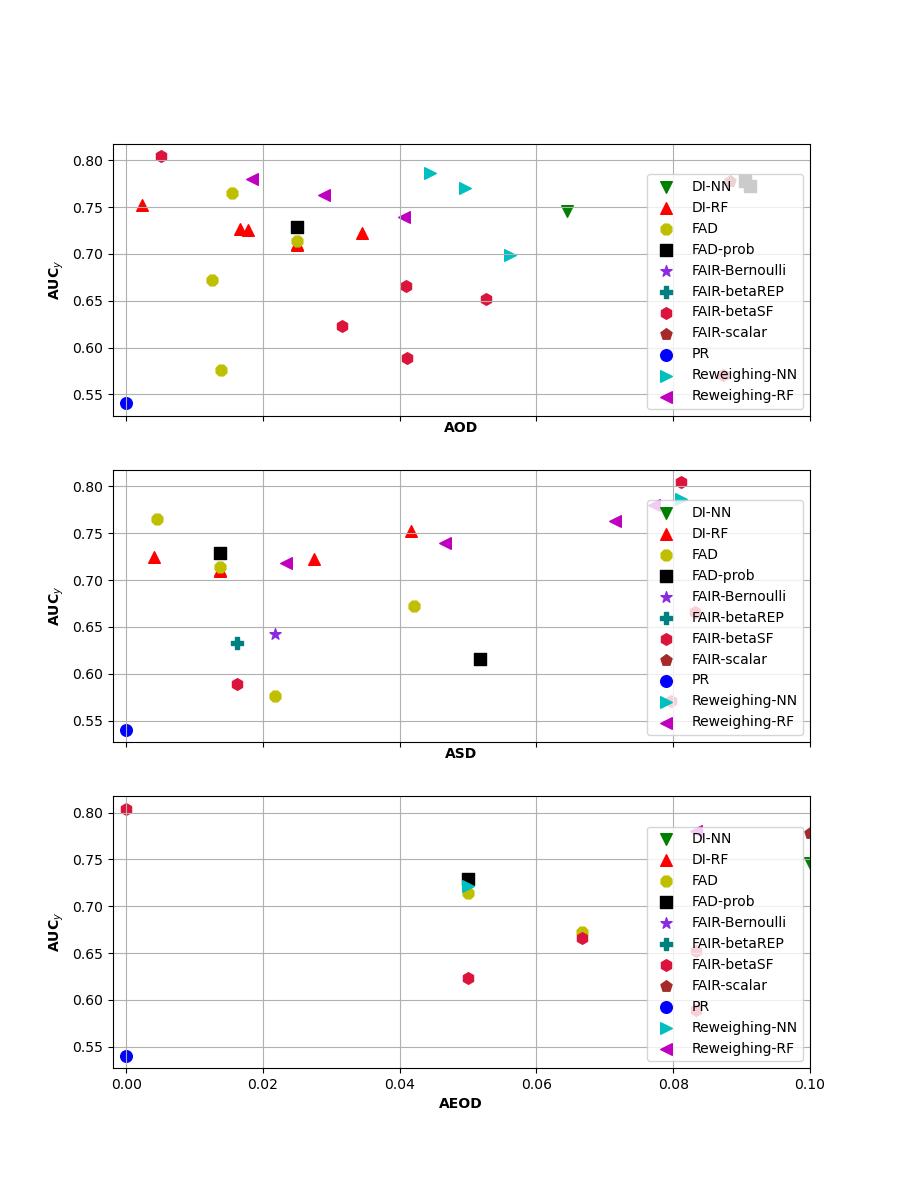 0.80
0.75
0.70
0.65
0.60
0.55
AUCy
DI-NN
DI-RF
FAD
FAD-prob
FAIR-Bernoulli
FAIR-betaREP
FAIR-betaSF
FAIR-scalar
PR
Reweighing-NN
Reweighing-RF
AOD
0.80
0.75
0.70
0.65
0.60
0.55
AUCy
DI-NN
DI-RF
FAD
FAD-prob
FAIR-Bernoulli
FAIR-betaREP
FAIR-betaSF
FAIR-scalar
PR
Reweighing-NN
Reweighing-RF
ASD
0.80
0.75
0.70
0.65
0.60
0.55
AUCy
DI-NN
DI-RF
FAD
FAD-prob
FAIR-Bernoulli
FAIR-betaREP
FAIR-betaSF
FAIR-scalar
PR
Reweighing-NN
Reweighing-RF
0.00 0.02 0.04 0.06 0.08 0.10
AEOD